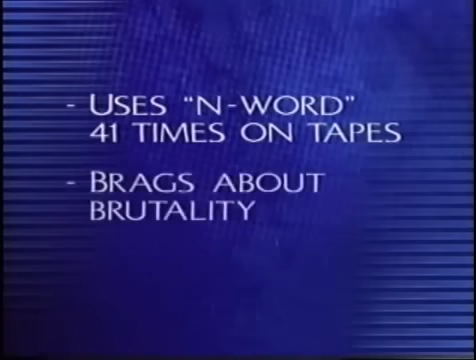 - USES "N-WORD"
41 TIMES ON TAPES
- BRAGS ABOUT
BRUTALITY